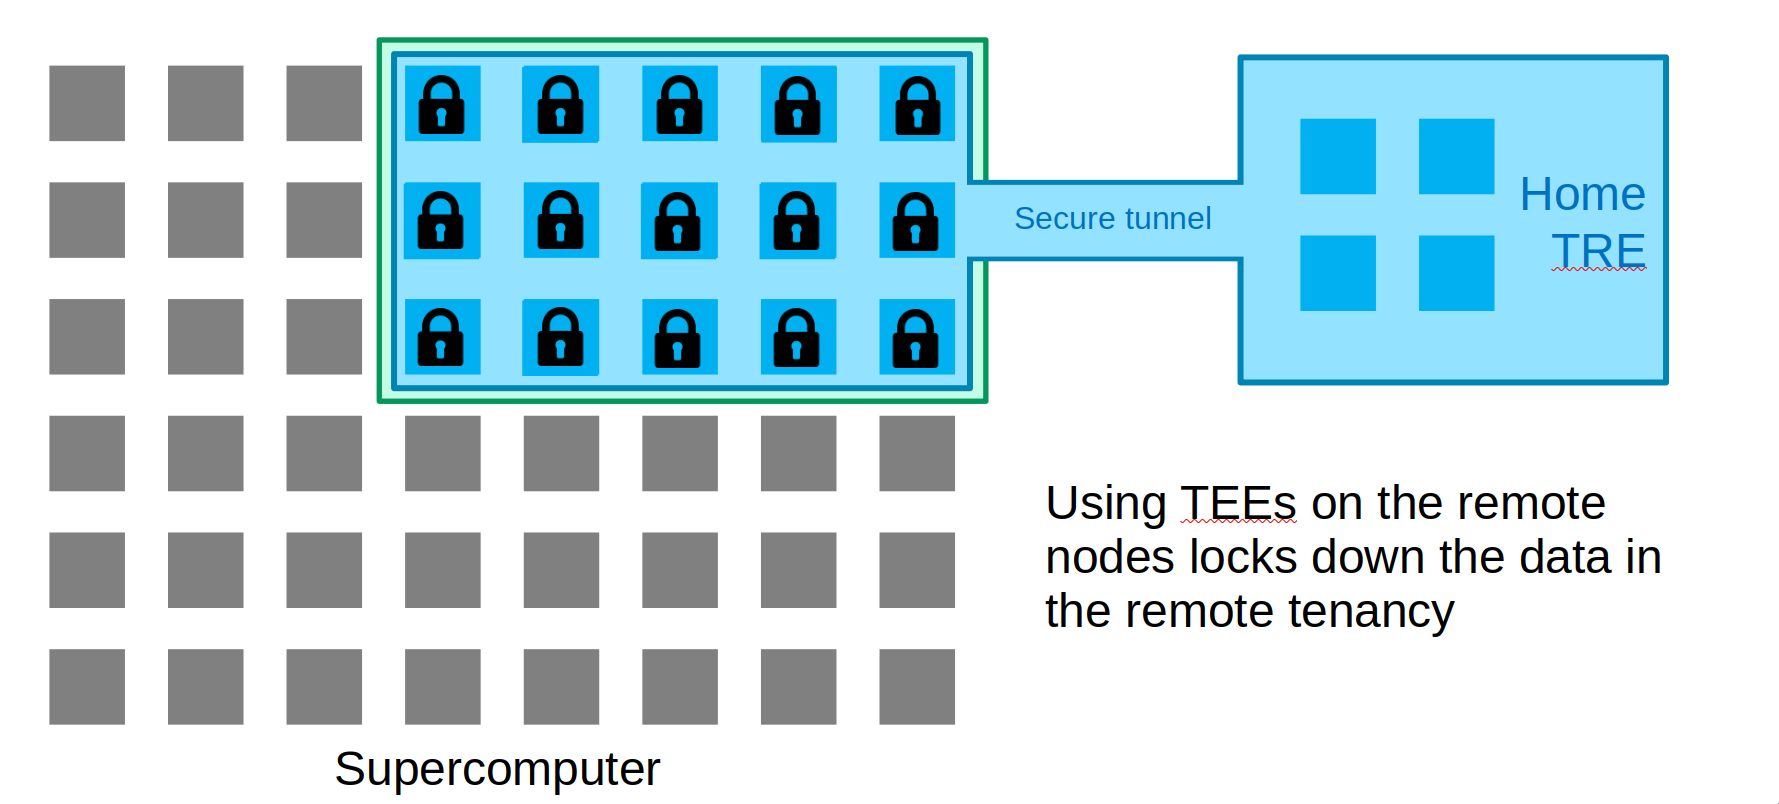 Secure tunnel
Home
TRE
Using TEEs on the remote
nodes locks down the data in
the remote tenancy
Supercomputer